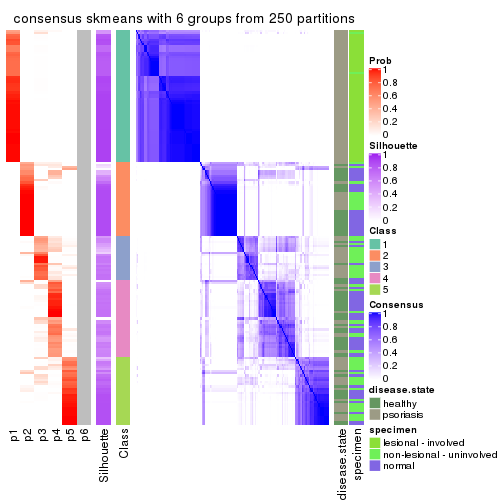 consensus skmeans with 6 groups from 250 partitions
Prob
1
0.8
0.6
0.4
0.2
0
Silhouette
1
0.8
0.6
0.4
0.2
0
Class
1
2
3
4
5
Consensus
1
0.8
0.6
0.4
0.2
0
disease.state
healthy
psoriasis
specimen
lesional - involved
non-lesional - uninvolved
normal
p1
p2
p3
p4
p5
p6
Silhouette
Class
disease.state
specimen